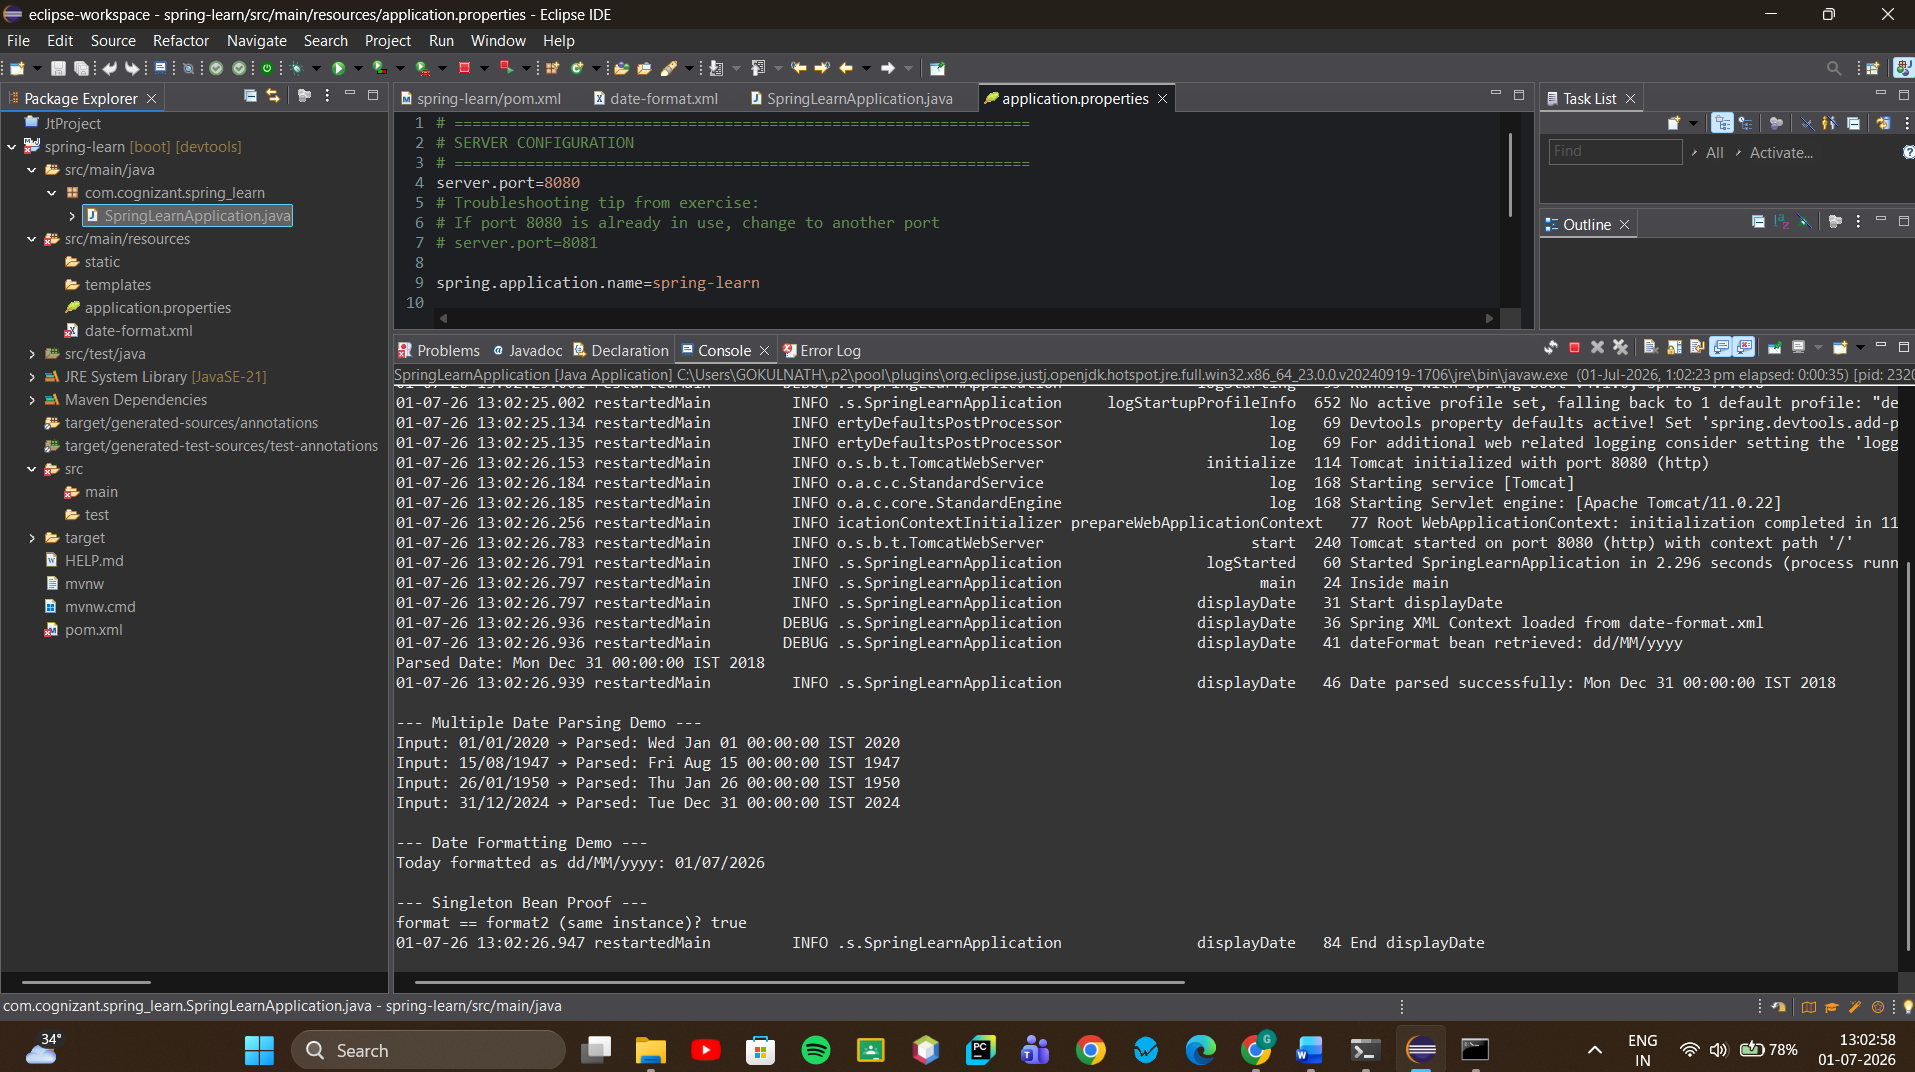 eclipse-workspace - spring-learn/src/main/resources/application.properties - Eclipse IDE
File Edit Source Refactor Navigate Search Project Run Window Help
Package Explorer
JtProject
spring-learn [boot] [devtools]
src/main/java
com.cognizant.spring_learn
SpringLearnApplication.java
src/main/resources
static
templates
application.properties
date-format.xml
src/test/java
JRE System Library [JavaSE-21]
Maven Dependencies
target/generated-sources/annotations
target/generated-test-sources/test-annotations
src
main
test
target
HELP.md
mvnw
mvnw.cmd
pom.xml
spring-learn/pom.xml date-format.xml SpringLearnApplication.java application.properties
1 # ================================================================
2 # SERVER CONFIGURATION
3 # ================================================================
4 server.port=8080
5 # Troubleshooting tip from exercise:
6 # If port 8080 is already in use, change to another port
7 # server.port=8081
8
9 spring.application.name=spring-learn
10
Task List
Find All Activate...
Outline
Problems Javadoc Declaration Console Error Log
SpringLearnApplication [Java Application] C:\Users\GOKULNATH\.p2\pool\plugins\org.eclipse.justj.openjdk.hotspot.jre.full.win32.x86_64_23.0.0.v20240919-1706\jre\bin\javaw.exe (01-Jul-2026, 1:02:23 pm elapsed: 0:00:35) [pid: 2320
01-07-26 13:02:25.002 restartedMain INFO .s.SpringLearnApplication logStartupProfileInfo 652 No active profile set, falling back to 1 default profile: "de
01-07-26 13:02:25.134 restartedMain INFO ertyDefaultsPostProcessor log 69 Devtools property defaults active! Set 'spring.devtools.add-p
01-07-26 13:02:25.135 restartedMain INFO ertyDefaultsPostProcessor log 69 For additional web related logging consider setting the 'logg
01-07-26 13:02:26.153 restartedMain INFO o.s.b.t.TomcatWebServer initialize 114 Tomcat initialized with port 8080 (http)
01-07-26 13:02:26.184 restartedMain INFO o.a.c.c.StandardService log 168 Starting service [Tomcat]
01-07-26 13:02:26.185 restartedMain INFO o.a.c.core.StandardEngine log 168 Starting Servlet engine: [Apache Tomcat/11.0.22]
01-07-26 13:02:26.256 restartedMain INFO icationContextInitializer prepareWebApplicationContext 77 Root WebApplicationContext: initialization completed in 11
01-07-26 13:02:26.783 restartedMain INFO o.s.b.t.TomcatWebServer start 240 Tomcat started on port 8080 (http) with context path '/'
01-07-26 13:02:26.791 restartedMain INFO .s.SpringLearnApplication logStarted 60 Started SpringLearnApplication in 2.296 seconds (process runn
01-07-26 13:02:26.797 restartedMain INFO .s.SpringLearnApplication main 24 Inside main
01-07-26 13:02:26.797 restartedMain INFO .s.SpringLearnApplication displayDate 31 Start displayDate
01-07-26 13:02:26.936 restartedMain DEBUG .s.SpringLearnApplication displayDate 36 Spring XML Context loaded from date-format.xml
01-07-26 13:02:26.936 restartedMain DEBUG .s.SpringLearnApplication displayDate 41 dateFormat bean retrieved: dd/MM/yyyy
Parsed Date: Mon Dec 31 00:00:00 IST 2018
01-07-26 13:02:26.939 restartedMain INFO .s.SpringLearnApplication displayDate 46 Date parsed successfully: Mon Dec 31 00:00:00 IST 2018
--- Multiple Date Parsing Demo ---
Input: 01/01/2020 → Parsed: Wed Jan 01 00:00:00 IST 2020
Input: 15/08/1947 → Parsed: Fri Aug 15 00:00:00 IST 1947
Input: 26/01/1950 → Parsed: Thu Jan 26 00:00:00 IST 1950
Input: 31/12/2024 → Parsed: Tue Dec 31 00:00:00 IST 2024
--- Date Formatting Demo ---
Today formatted as dd/MM/yyyy: 01/07/2026
--- Singleton Bean Proof ---
format == format2 (same instance)? true
01-07-26 13:02:26.947 restartedMain INFO .s.SpringLearnApplication displayDate 84 End displayDate
com.cognizant.spring_learn.SpringLearnApplication.java - spring-learn/src/main/java
34°
Search
ENG
IN
78%
13:02:58
01-07-2026